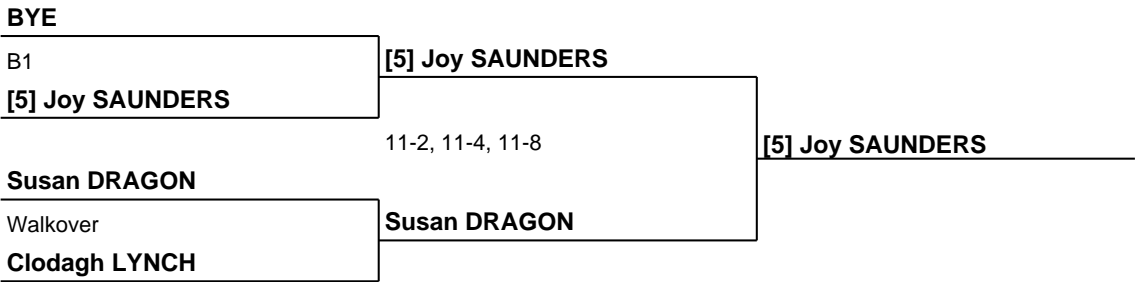 BYE
B1
[5] Joy SAUNDERS
[5] Joy SAUNDERS
11-2, 11-4, 11-8
[5] Joy SAUNDERS
Susan DRAGON
Walkover
Susan DRAGON
Clodagh LYNCH